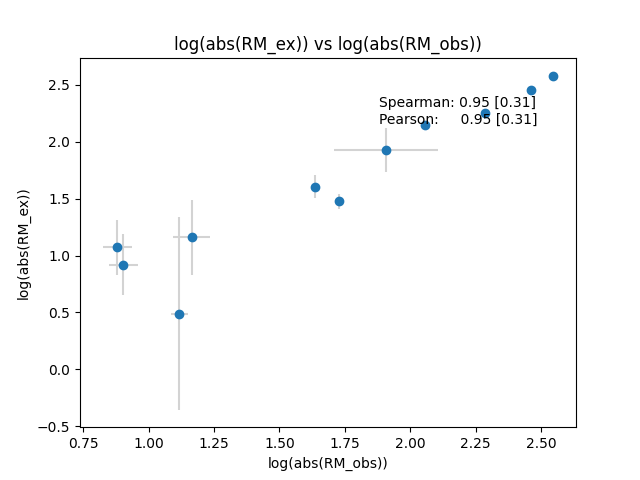 log(abs(RM_ex)) vs log(abs(RM_obs))
2.5
2.0
1.5
1.0
0.5
0.0
−0.5
log(abs(RM_ex))
Spearman: 0.95 [0.31]
Pearson: 0.95 [0.31]
0.75 1.00 1.25 1.50 1.75 2.00 2.25 2.50
log(abs(RM_obs))